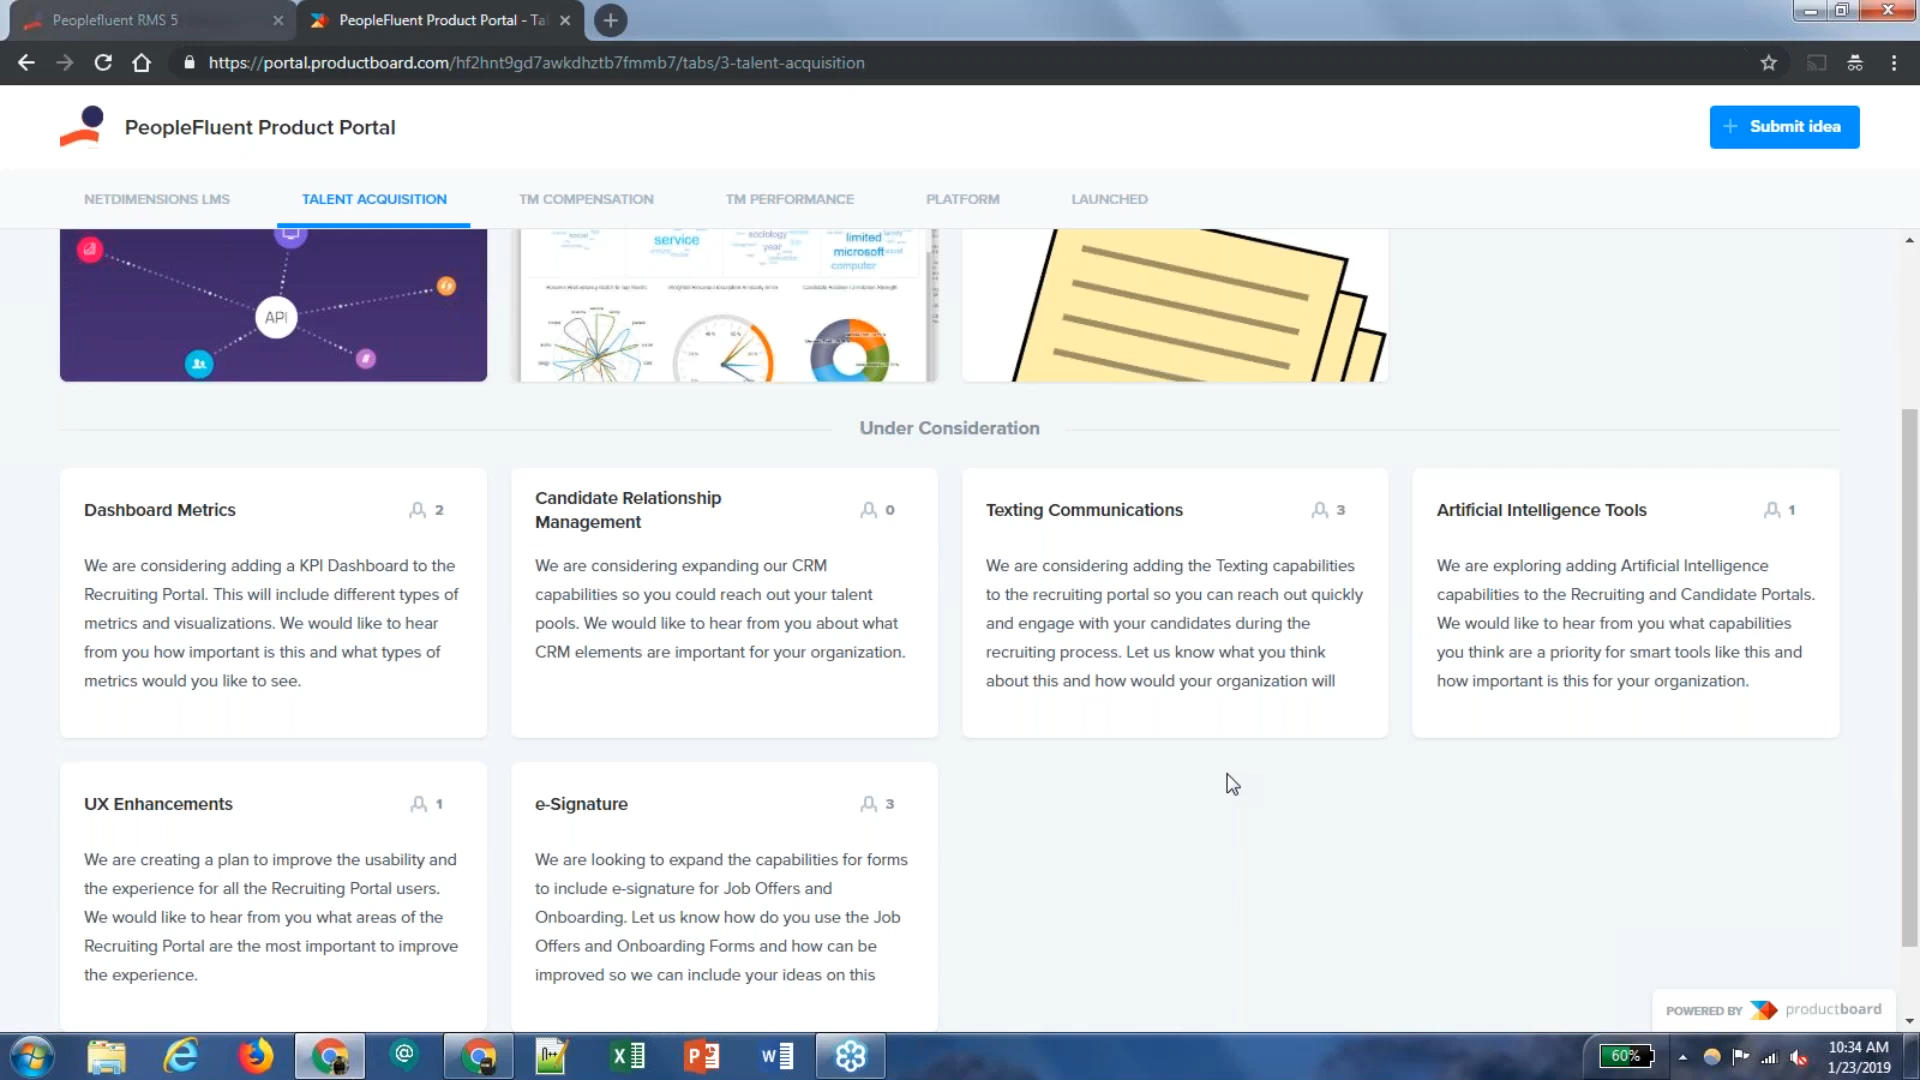 Peoplefluent RMS 5
PeopleFluent Product Portal - Ta
https://portal.productboard.com/hf2hnt9gd7awkdhztb7fmmb7/tabs/3-talent-acquisition
PeopleFluent Product Portal
+ Submit idea
NETDIMENSIONS LMS
TALENT ACQUISITION
TM COMPENSATION
TM PERFORMANCE
PLATFORM
LAUNCHED
API
service
sociology
year
limited
microsoft
computer
Under Consideration
Dashboard Metrics
2
We are considering adding a KPI Dashboard to the
Recruiting Portal. This will include different types of
metrics and visualizations. We would like to hear
from you how important is this and what types of
metrics would you like to see.
Candidate Relationship
Management
0
We are considering expanding our CRM
capabilities so you could reach out your talent
pools. We would like to hear from you about what
CRM elements are important for your organization.
Texting Communications
3
We are considering adding the Texting capabilities
to the recruiting portal so you can reach out quickly
and engage with your candidates during the
recruiting process. Let us know what you think
about this and how would your organization will
Artificial Intelligence Tools
1
We are exploring adding Artificial Intelligence
capabilities to the Recruiting and Candidate Portals.
We would like to hear from you what capabilities
you think are a priority for smart tools like this and
how important is this for your organization.
UX Enhancements
1
We are creating a plan to improve the usability and
the experience for all the Recruiting Portal users.
We would like to hear from you what areas of the
Recruiting Portal are the most important to improve
the experience.
e-Signature
3
We are looking to expand the capabilities for forms
to include e-signature for Job Offers and
Onboarding. Let us know how do you use the Job
Offers and Onboarding Forms and how can be
improved so we can include your ideas on this
POWERED BY productboard
60%
10:34 AM
1/23/2019